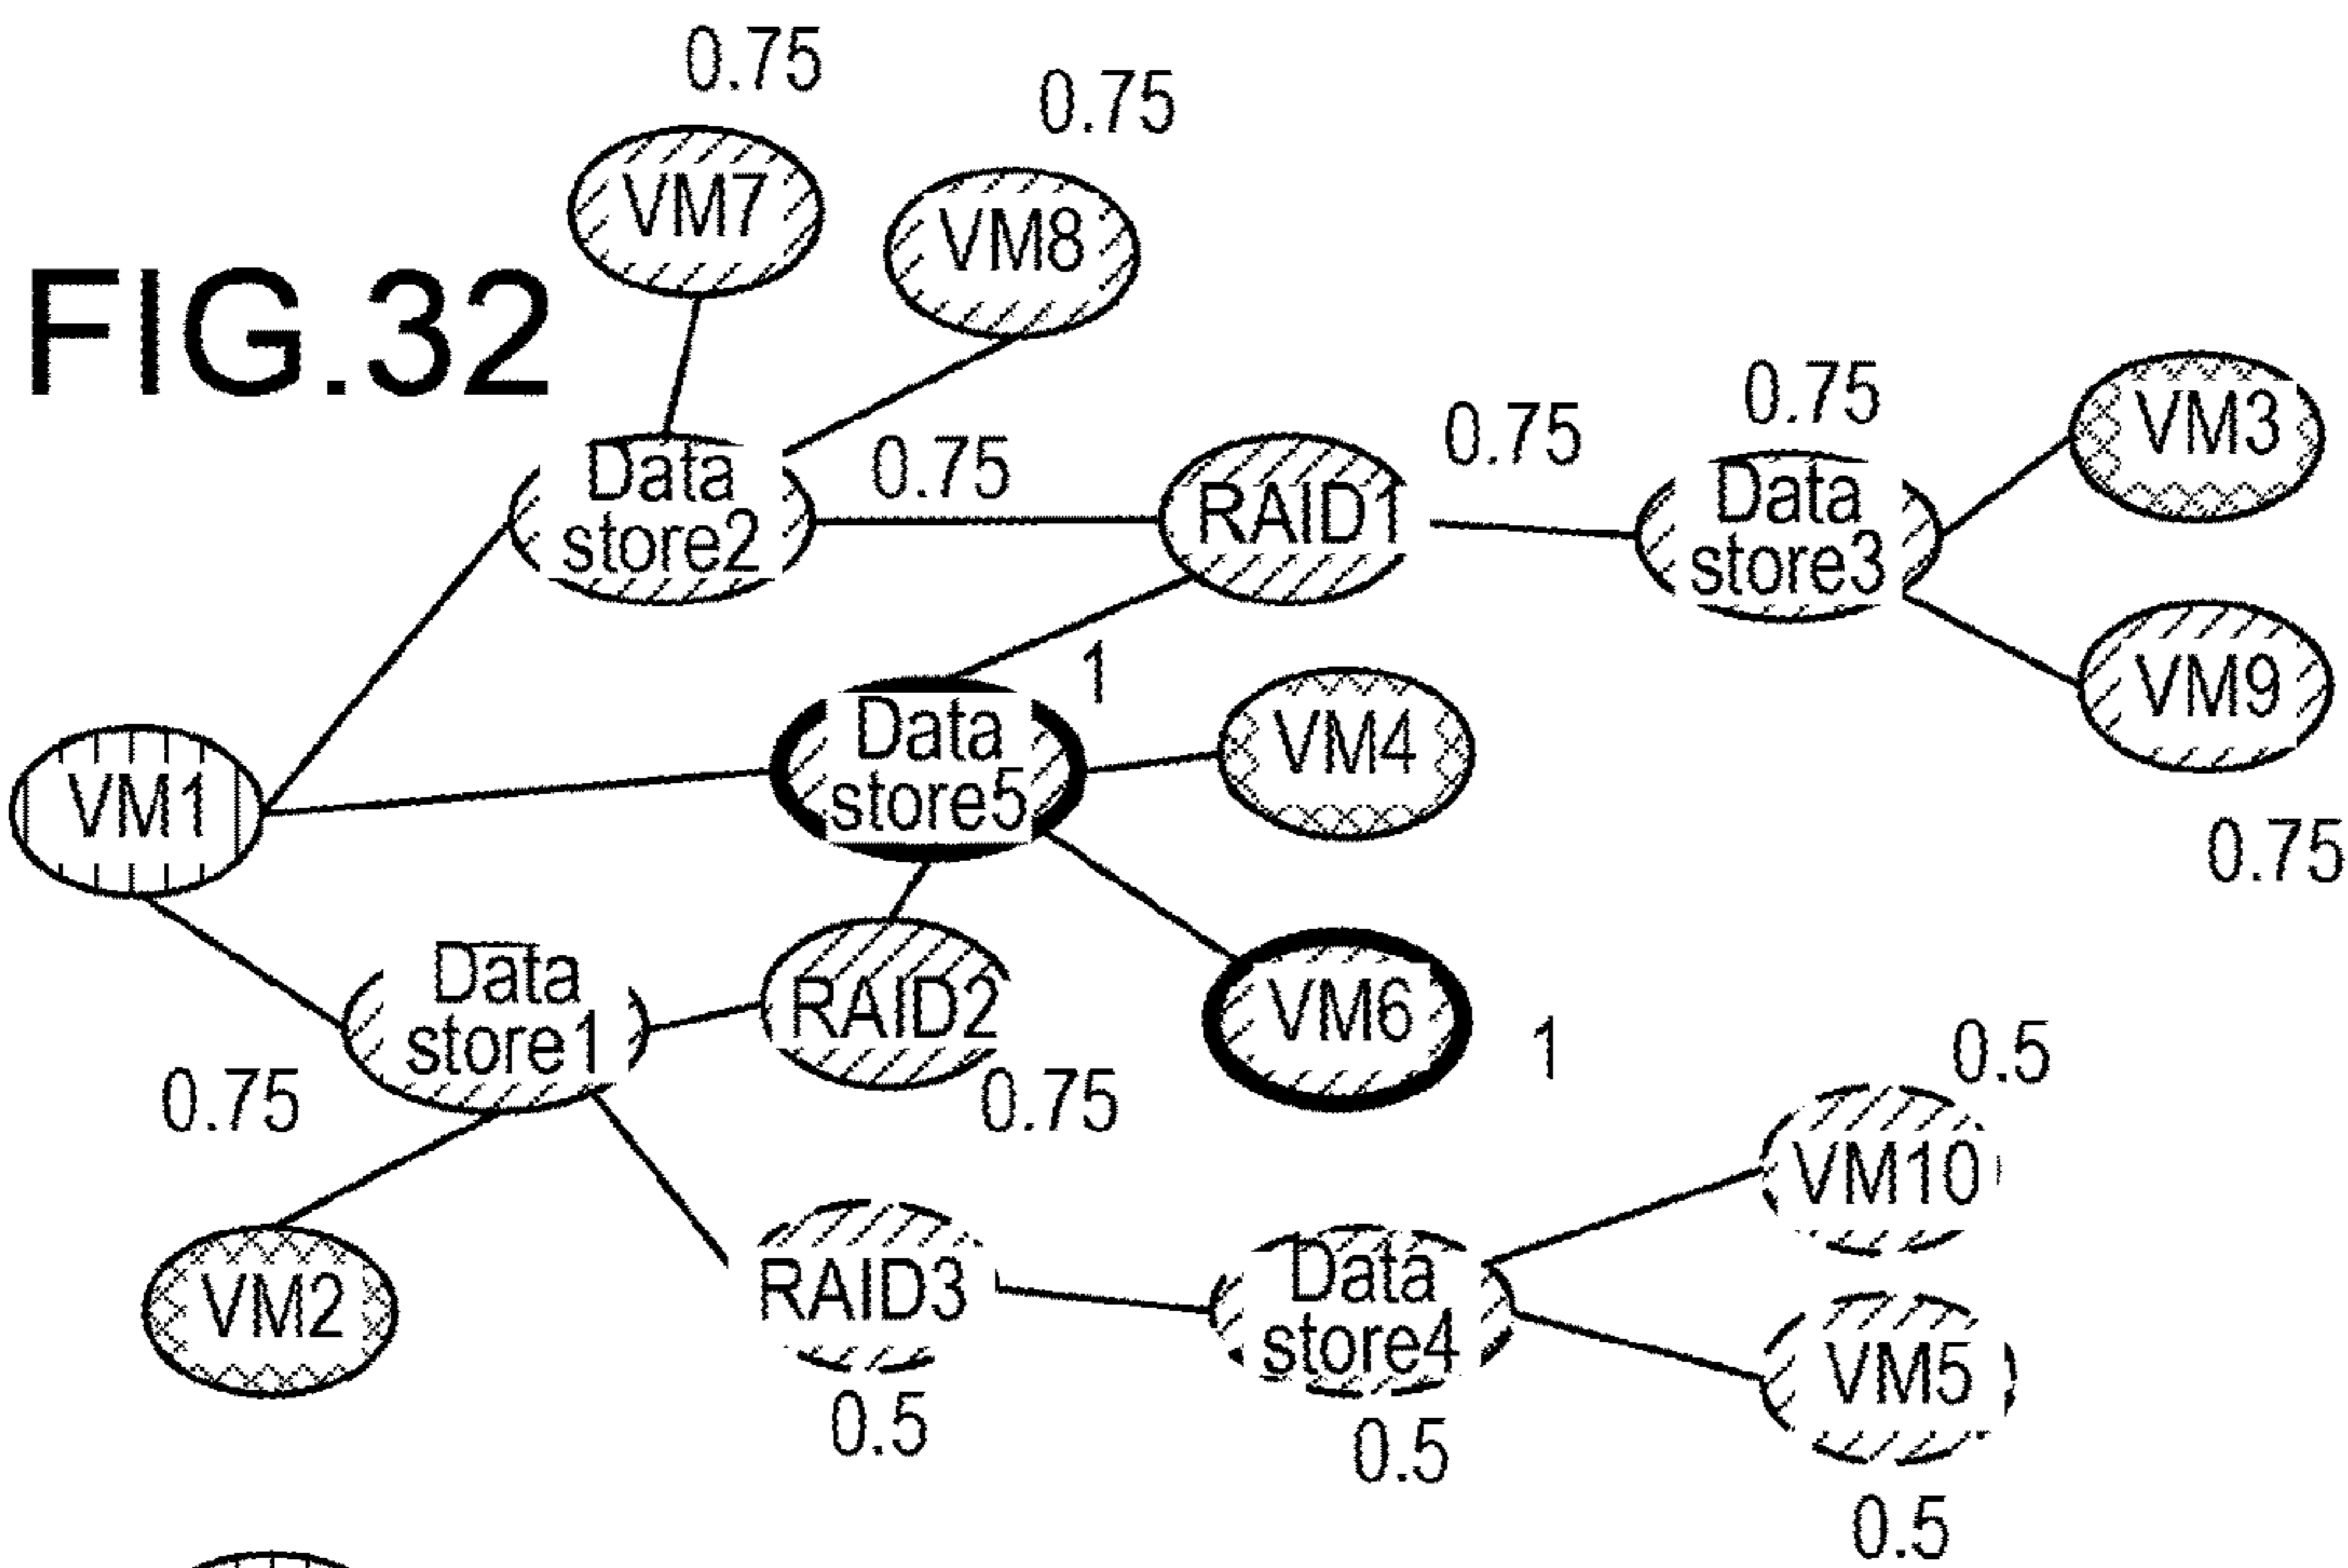 0.75
0.75
VM7
VM8
FIG.32
0.75
VM3
0.75
Data
store2
0.75
RAID1
Data
store3
VM9
0.75
1
Data
store5
VM4
VM1
Data
store1
RAID2
VM6
1
0.75
0.75
0.5
VM10
VM2
RAID3
Data
store4
VM5
0.5
0.5
0.5